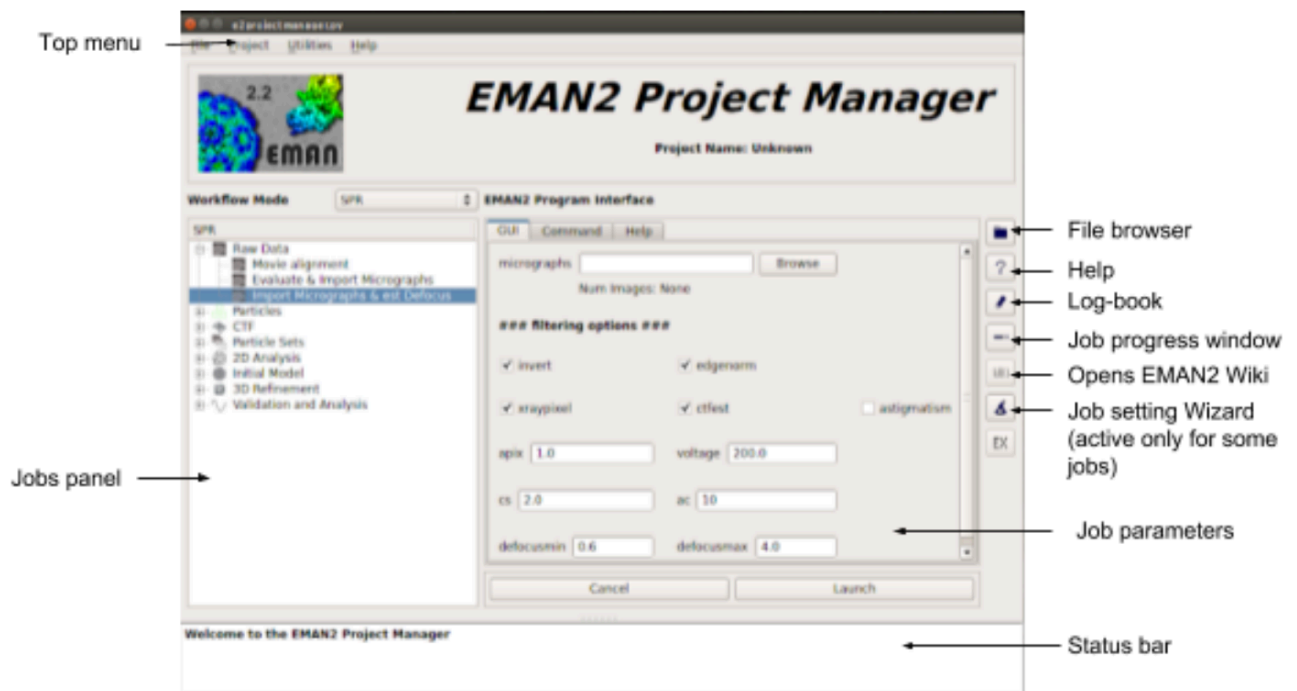 e2projectmanager.py
Top menu
File Project Utilities Help
2.2
EMAN
EMAN2 Project Manager
Project Name: Unknown
Workflow Mode SPR EMAN2 Program Interface
SPR
Raw Data
Movie alignment
Evaluate & Import Micrographs
Import Micrographs & est Defocus
Particles
CTF
Particle Sets
2D Analysis
Initial Model
3D Refinement
Validation and Analysis
Jobs panel
GUI Command Help
micrographs Browse
Num Images: None
### filtering options ###
invert edgenorm
xraypixel ctfest astigmatism
apix 1.0 voltage 200.0
cs 2.0 ac 10
defocusmin 0.6 defocusmax 4.0
Cancel Launch
File browser
? Help
Log-book
Job progress window
Opens EMAN2 Wiki
Job setting Wizard
(active only for some
jobs)
EX
Job parameters
Welcome to the EMAN2 Project Manager
Status bar